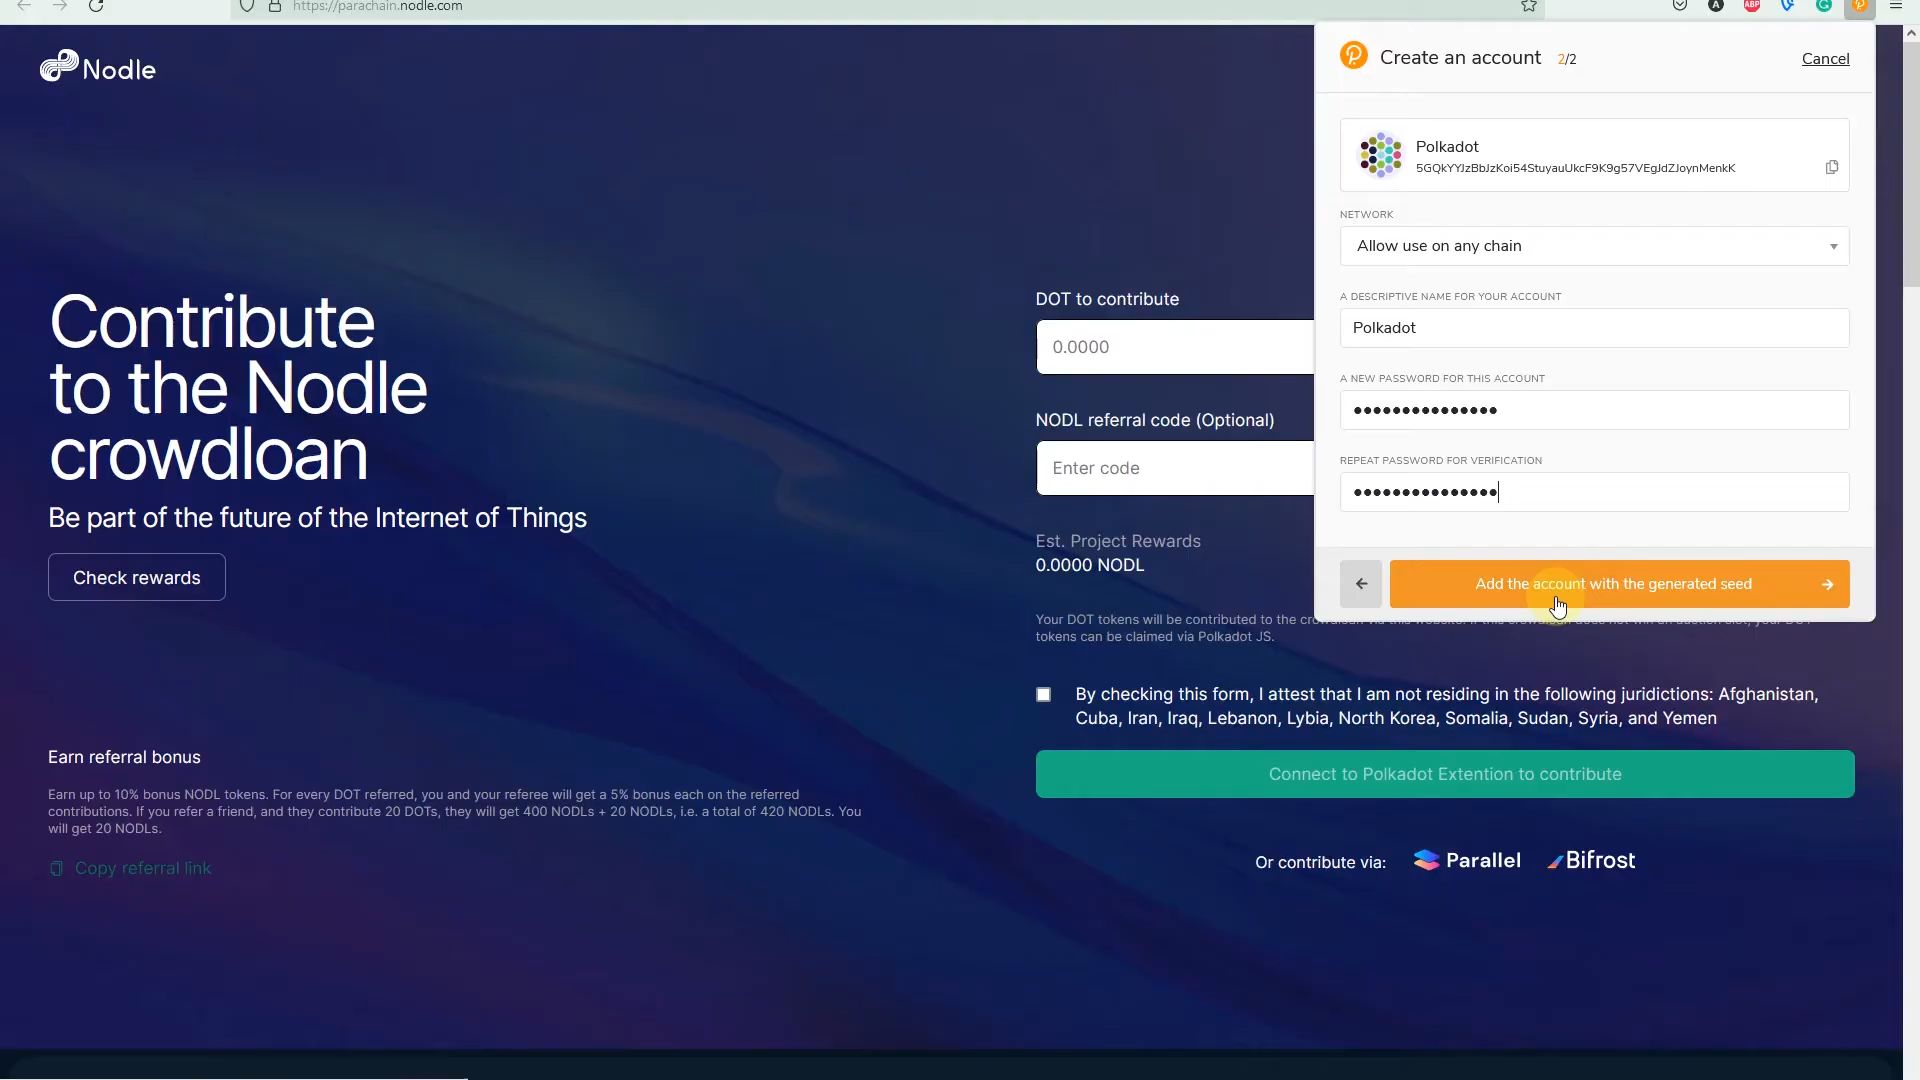 https://parachain.nodle.com
A
ABP
Nodle
Contribute
to the Nodle
crowdloan
Be part of the future of the Internet of Things
Check rewards
Earn referral bonus
Earn up to 10% bonus NODL tokens. For every DOT referred, you and your referee will get a 5% bonus each on the referred
contributions. If you refer a friend, and they contribute 20 DOTs, they will get 400 NODLs + 20 NODLs, i.e. a total of 420 NODLs. You
will get 20 NODLs.
Copy referral link
DOT to contribute
0.0000
NODL referral code (Optional)
Enter code
Est. Project Rewards
0.0000 NODL
Your DOT tokens will be contributed to the
tokens can be claimed via Polkadot JS.
By checking this form, I attest that I am not residing in the following juridictions: Afghanistan,
Cuba, Iran, Iraq, Lebanon, Lybia, North Korea, Somalia, Sudan, Syria, and Yemen
Connect to Polkadot Extention to contribute
Or contribute via: Parallel Bifrost
Create an account 2/2 Cancel
Polkadot
5GQkYYJzBbJzKoi54StuyauUkcF9K9g57VEgJdZJoynMenkK
NETWORK
Allow use on any chain
A DESCRIPTIVE NAME FOR YOUR ACCOUNT
Polkadot
A NEW PASSWORD FOR THIS ACCOUNT
REPEAT PASSWORD FOR VERIFICATION
Add the account with the generated seed